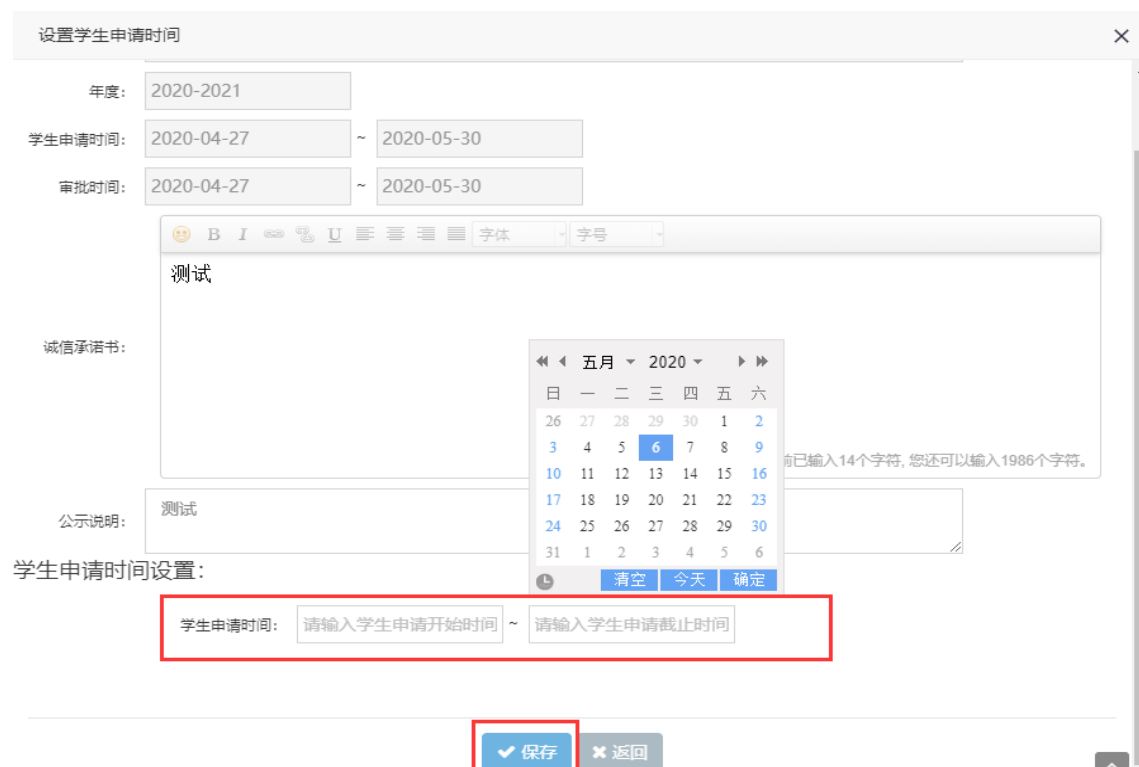 设置学生申请时间
年度: 2020-2021
学生申请时间: 2020-04-27 ~ 2020-05-30
审批时间: 2020-04-27 ~ 2020-05-30
B I U 字体 字号
测试
诚信承诺书:
五月 2020
日 一 二 三 四 五 六
26 27 28 29 30 1 2
3 4 5 6 7 8 9
10 11 12 13 14 15 16
17 18 19 20 21 22 23
24 25 26 27 28 29 30
31 1 2 3 4 5 6
清空 今天 确定
前已输入14个字符, 您还可以输入1986个字符。
公示说明: 测试
学生申请时间设置:
学生申请时间: 请输入学生申请开始时间 ~ 请输入学生申请截止时间
保存 返回